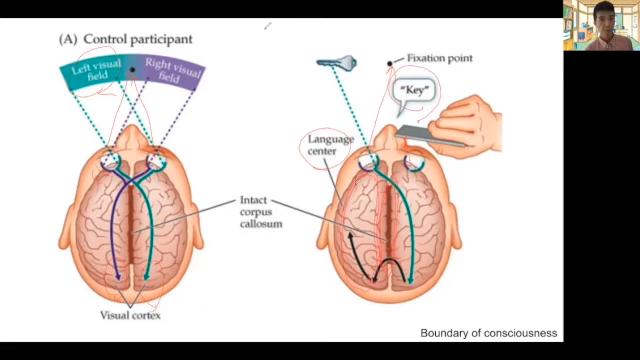 (A) Control participant
Left visual
field
Right visual
field
Fixation point
"Key"
Language
center
Intact
corpus
callosum
Visual cortex
Boundary of consciousness